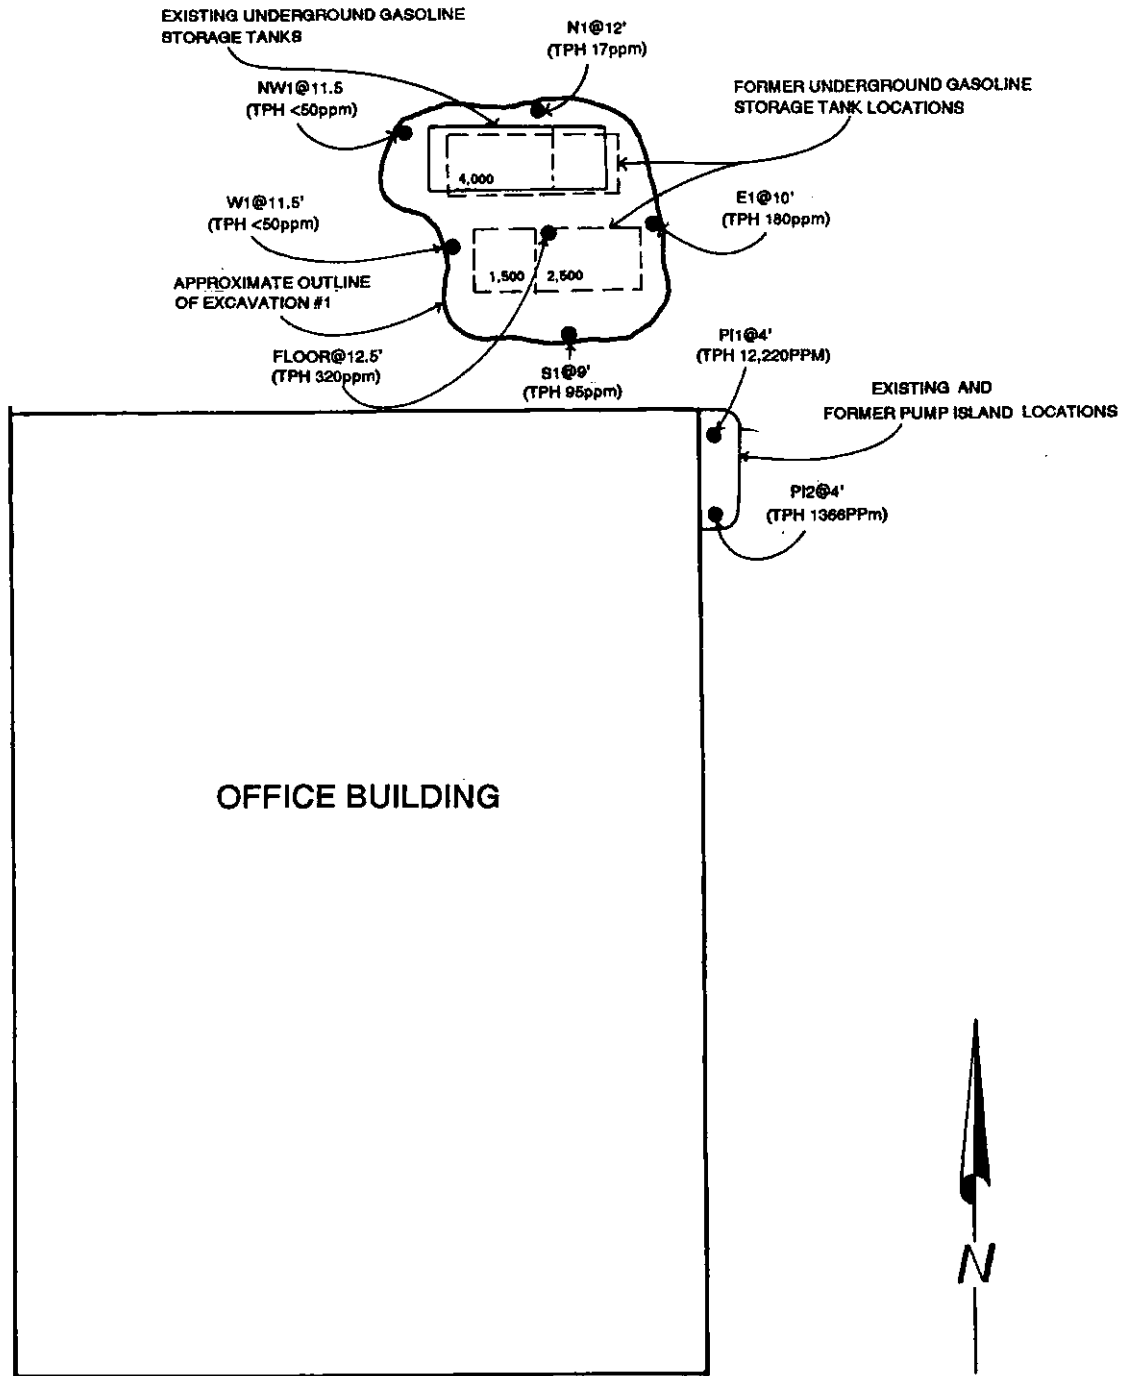 EXISTING UNDERGROUND GASOLINE
STORAGE TANKS
N1@12'
(TPH 17ppm)
NW1@11.5
(TPH <50ppm)
FORMER UNDERGROUND GASOLINE
STORAGE TANK LOCATIONS
4,000
W1@11.5'
(TPH <50ppm)
E1@10'
(TPH 180ppm)
1,500
2,500
APPROXIMATE OUTLINE
OF EXCAVATION #1
FLOOR@12.5'
(TPH 320ppm)
S1@9'
(TPH 95ppm)
PI1@4'
(TPH 12,220PPM)
EXISTING AND
FORMER PUMP ISLAND LOCATIONS
PI2@4'
(TPH 1366PPm)
OFFICE BUILDING
N